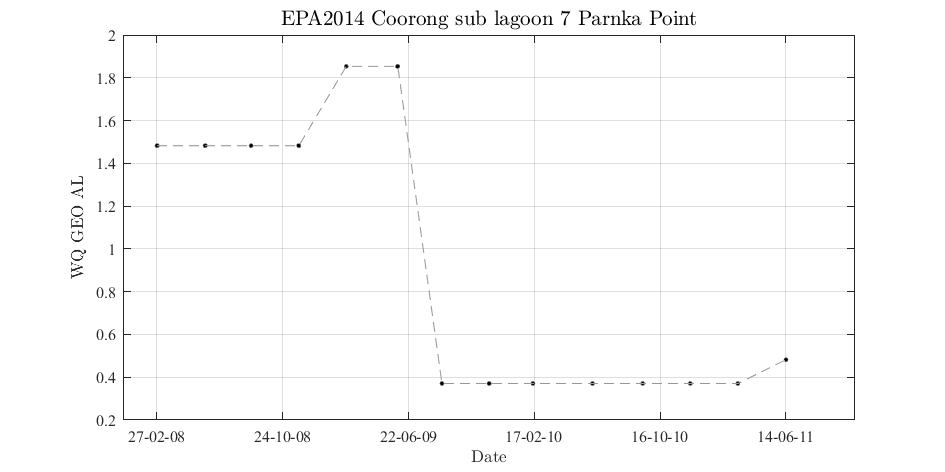 EPA2014 Coorong sub lagoon 7 Parnka Point
2
1.8
1.6
1.4
1.2
1
0.8
0.6
0.4
0.2
WQ GEO AL
27-02-08 24-10-08 22-06-09 17-02-10 16-10-10 14-06-11
Date